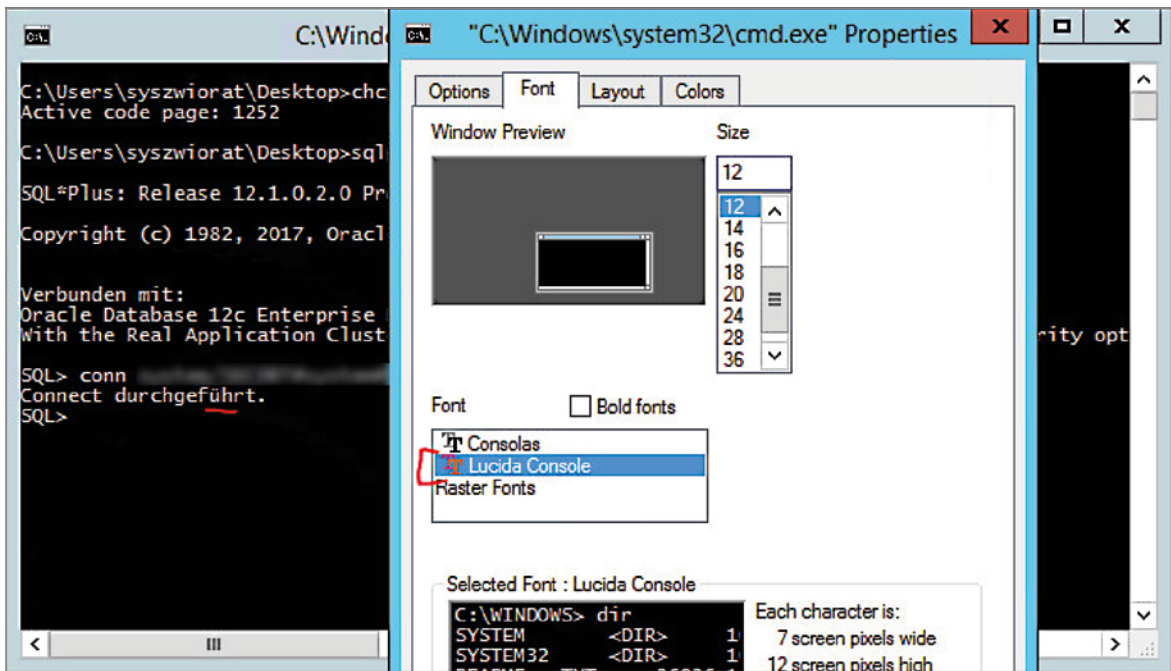 C:\Wind
C:\Users\syszwiorat\Desktop>chc
Active code page: 1252
C:\Users\syszwiorat\Desktop>sql
SQL*Plus: Release 12.1.0.2.0 Pr
Copyright (c) 1982, 2017, Oracl
Verbunden mit:
Oracle Database 12c Enterprise
With the Real Application Clust
rity opt
SQL> conn
Connect durchgeführt.
SQL>
"C:\Windows\system32\cmd.exe" Properties
Options Font Layout Colors
Window Preview
Size
12
12
14
16
18
20
24
28
36
Font
Bold fonts
Consolas
Lucida Console
Raster Fonts
Selected Font : Lucida Console
C:\WINDOWS> dir
SYSTEM <DIR> 1
SYSTEM32 <DIR> 1
Each character is:
7 screen pixels wide
12 screen pixels high